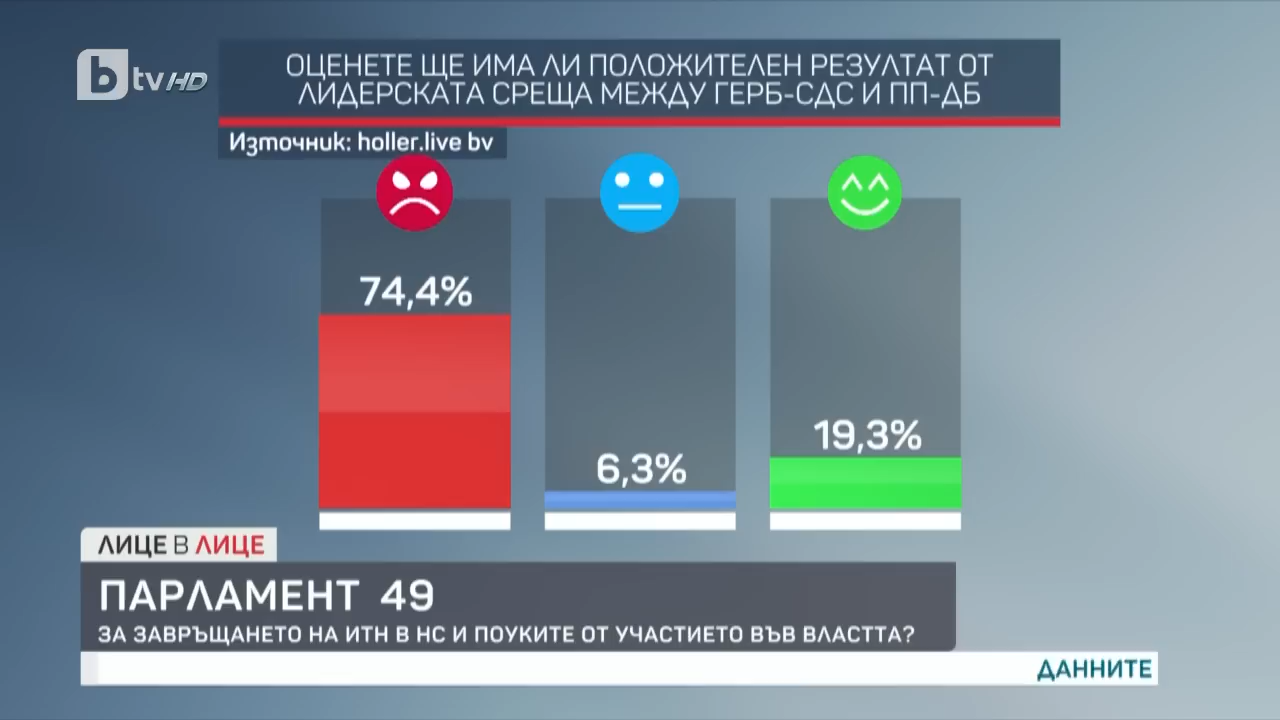 btv HD
ОЦЕНЕТЕ ЩЕ ИМА ЛИ ПОЛОЖИТЕЛЕН РЕЗУЛТАТ ОТ
ЛИДЕРСКАТА СРЕЩА МЕЖДУ ГЕРБ-СДС И ПП-ДБ
Източник: holler.live bv
74,4%
6,3%
19,3%
ЛИЦЕ В ЛИЦЕ
ПАРЛАМЕНТ 49
ЗА ЗАВРЪЩАНЕТО НА ИТН В НС И ПОУКИТЕ ОТ УЧАСТИЕТО ВЪВ ВЛАСТТА?
ДАННИТЕ